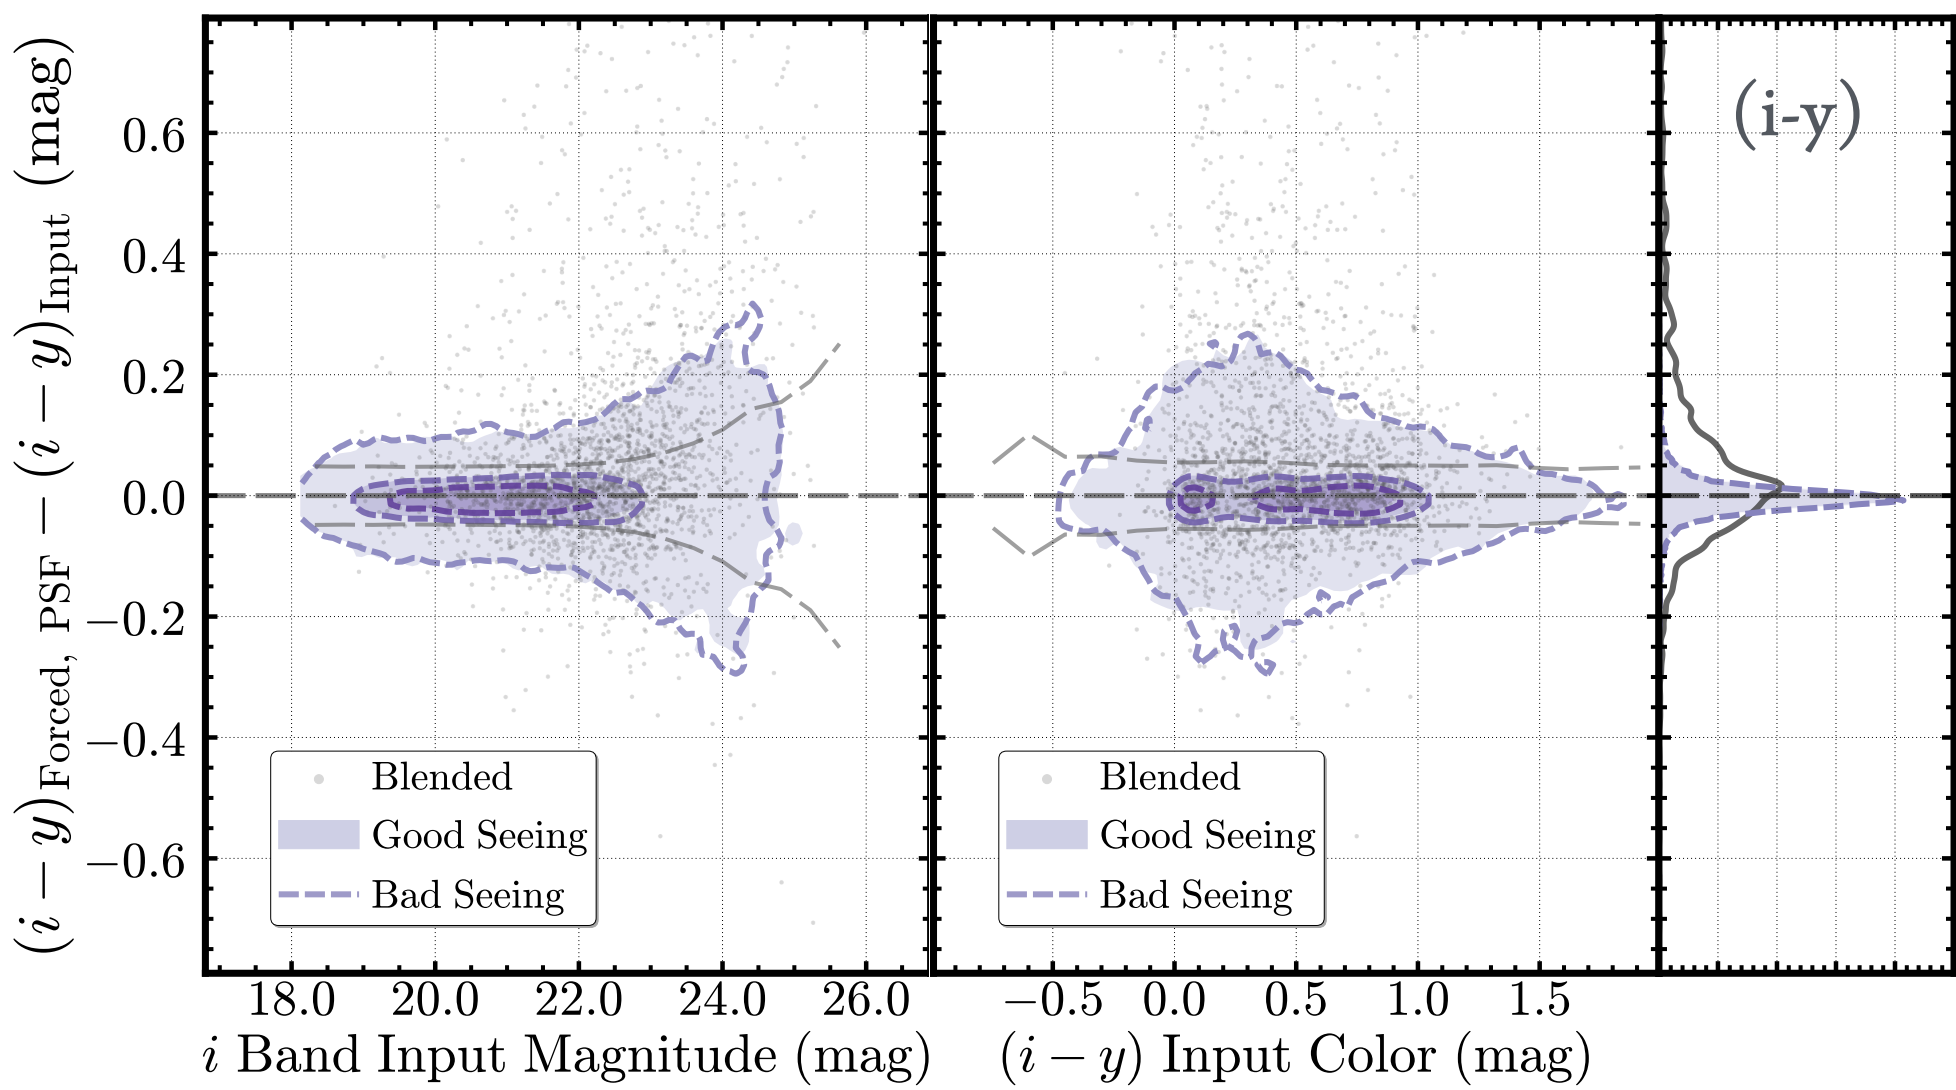 (i − y)Forced, PSF − (i − y)Input (mag)
0.6
0.4
0.2
0.0
−0.2
−0.4
−0.6
(i-y)
Blended
Good Seeing
Bad Seeing
Blended
Good Seeing
Bad Seeing
18.0 20.0 22.0 24.0 26.0
−0.5 0.0 0.5 1.0 1.5
i Band Input Magnitude (mag)
(i − y) Input Color (mag)